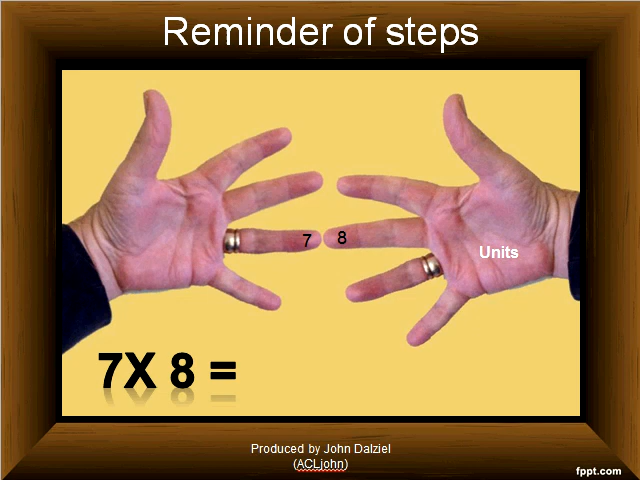 Reminder of steps
7 8
Units
7X 8 =
Produced by John Dalziel
(ACLjohn)
fppt.com